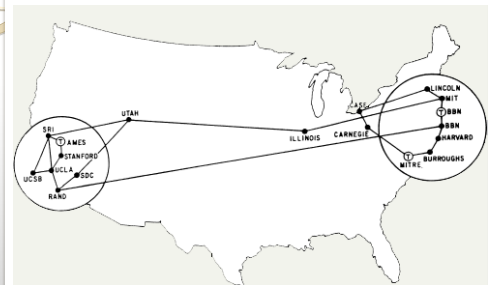 LINCOLN
CASE
MIT
UTAH
T BBN
SRI
BBN
T AMES
ILLINOIS
CARNEGIE
HARVARD
STANFORD
T
BURROUGHS
MITRE
UCSB
UCLA
SDC
RAND